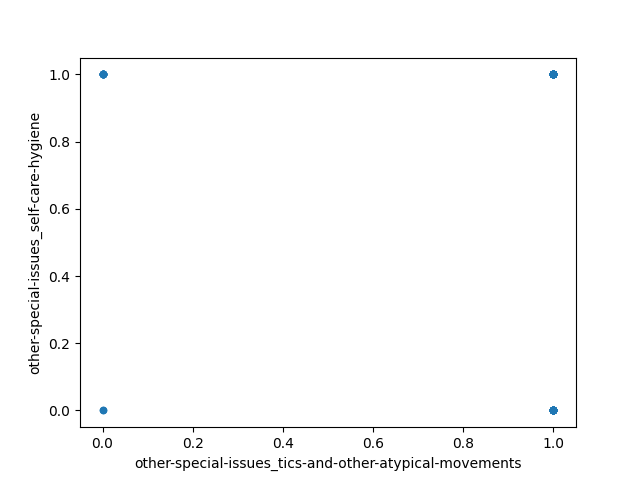 1.0
0.8
0.6
0.4
0.2
0.0
other-special-issues_self-care-hygiene
0.0 0.2 0.4 0.6 0.8 1.0
other-special-issues_tics-and-other-atypical-movements